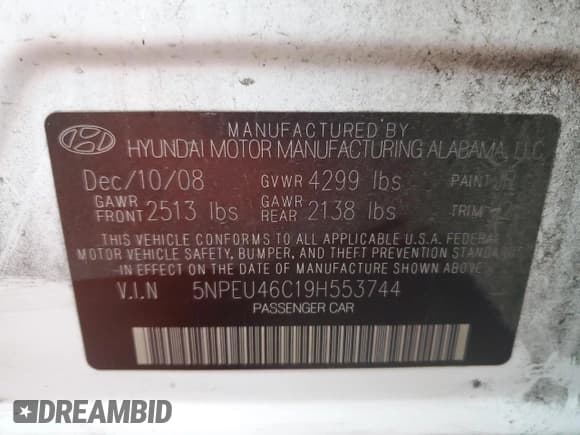 MANUFACTURED BY
HYUNDAI MOTOR MANUFACTURING ALABAMA, LLC
Dec/10/08 GVWR 4299 lbs PAINT
GAWR FRONT 2513 lbs GAWR REAR 2138 lbs TRIM
THIS VEHICLE CONFORMS TO ALL APPLICABLE U.S.A. FEDERAL
MOTOR VEHICLE SAFETY, BUMPER, AND THEFT PREVENTION STANDARDS
IN EFFECT ON THE DATE OF MANUFACTURE SHOWN ABOVE.
V.I.N 5NPEU46C19H553744
PASSENGER CAR
DREAMBID